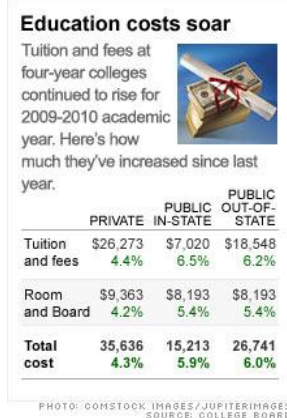 Education costs soar
Tuition and fees at
four-year colleges
continued to rise for
2009-2010 academic
year. Here's how
much they've increased since last
year.
PUBLIC
PUBLIC OUT-OF-
PRIVATE IN-STATE STATE
Tuition $26,273 $7,020 $18,548
and fees 4.4% 6.5% 6.2%
Room $9,363 $8,193 $8,193
and Board 4.2% 5.4% 5.4%
Total 35,636 15,213 26,741
cost 4.3% 5.9% 6.0%
PHOTO: COMSTOCK IMAGES/JUPITERIMAGES
SOURCE: COLLEGE BOARD